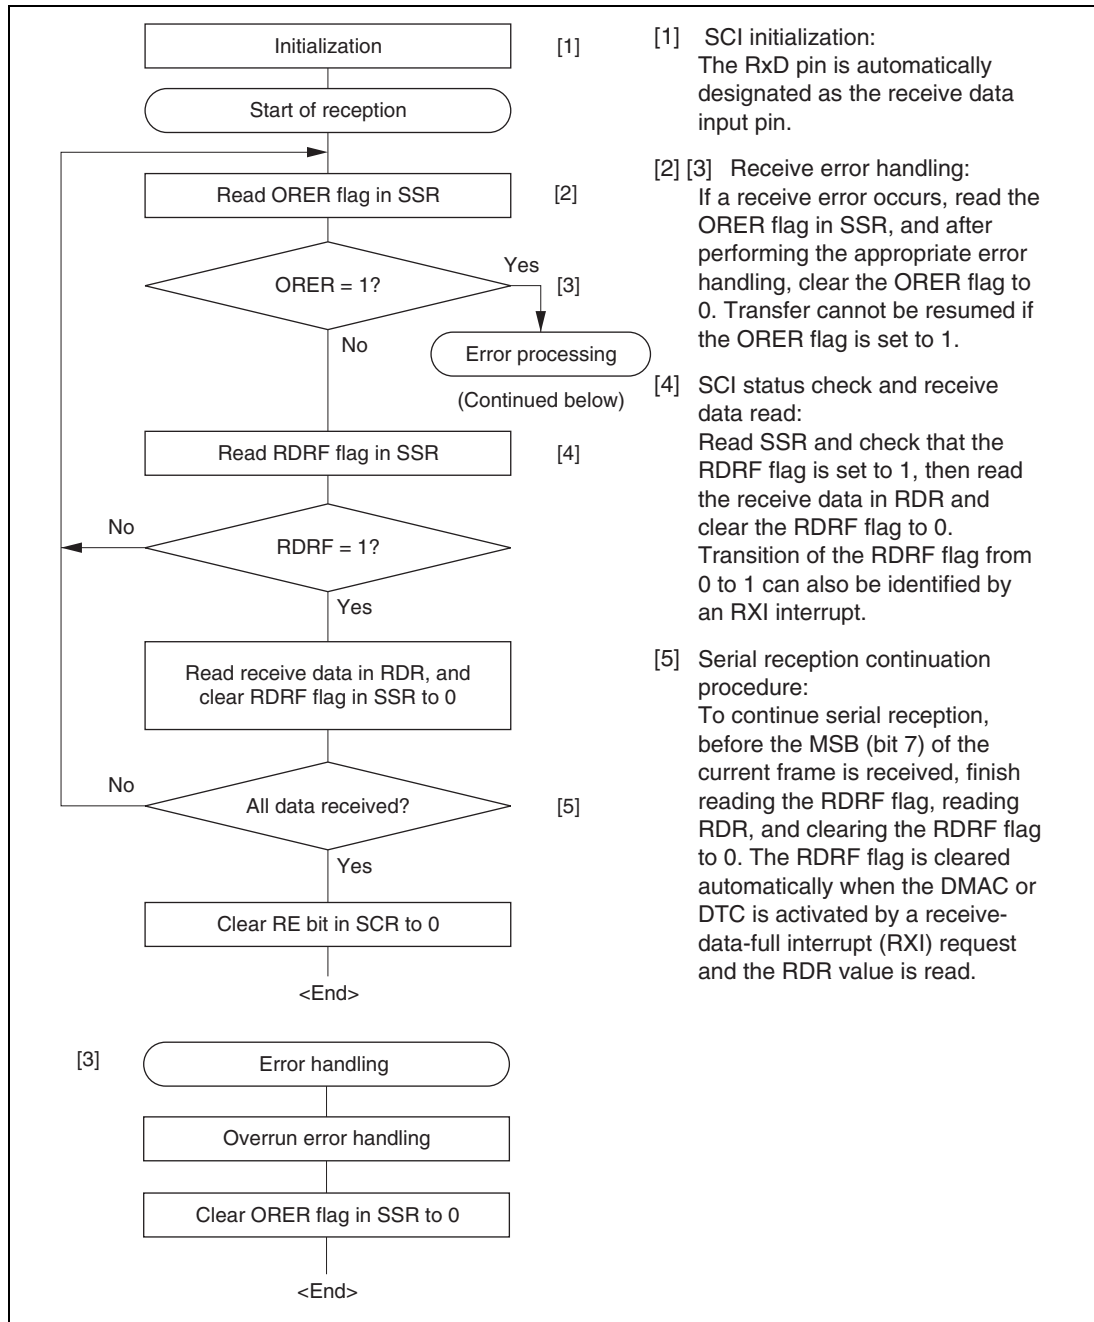 Initialization
[1]
Start of reception
Read ORER flag in SSR
[2]
ORER = 1?
Yes
[3]
No
Error processing
(Continued below)
Read RDRF flag in SSR
[4]
No
RDRF = 1?
Yes
Read receive data in RDR, and
clear RDRF flag in SSR to 0
No
All data received?
[5]
Yes
Clear RE bit in SCR to 0
<End>
[3]
Error handling
Overrun error handling
Clear ORER flag in SSR to 0
<End>
[1] SCI initialization:
The RxD pin is automatically
designated as the receive data
input pin.
[2] [3] Receive error handling:
If a receive error occurs, read the
ORER flag in SSR, and after
performing the appropriate error
handling, clear the ORER flag to
0. Transfer cannot be resumed if
the ORER flag is set to 1.
[4] SCI status check and receive
data read:
Read SSR and check that the
RDRF flag is set to 1, then read
the receive data in RDR and
clear the RDRF flag to 0.
Transition of the RDRF flag from
0 to 1 can also be identified by
an RXI interrupt.
[5] Serial reception continuation
procedure:
To continue serial reception,
before the MSB (bit 7) of the
current frame is received, finish
reading the RDRF flag, reading
RDR, and clearing the RDRF flag
to 0. The RDRF flag is cleared
automatically when the DMAC or
DTC is activated by a receive-
data-full interrupt (RXI) request
and the RDR value is read.